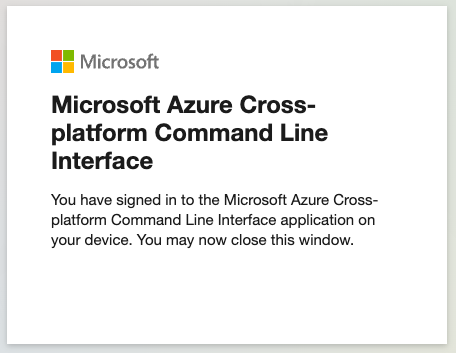 Microsoft
Microsoft Azure Cross-
platform Command Line
Interface
You have signed in to the Microsoft Azure Cross-
platform Command Line Interface application on
your device. You may now close this window.